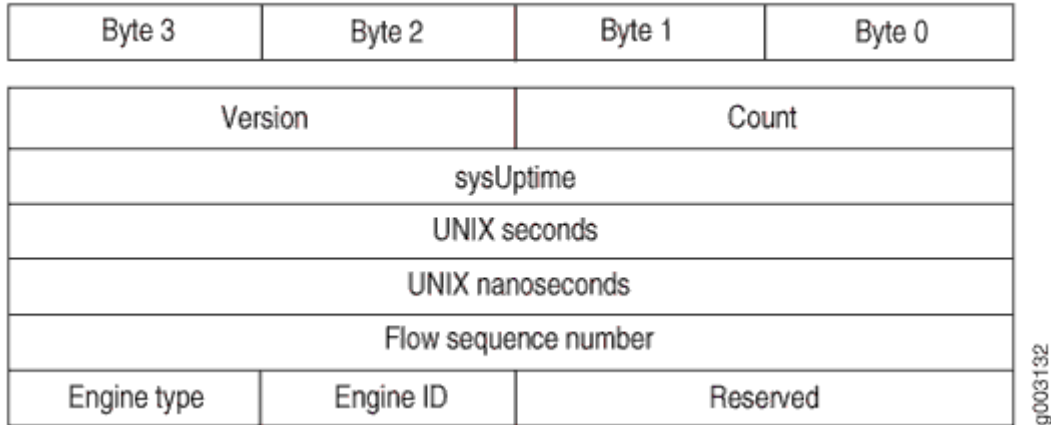 Byte 3 Byte 2 Byte 1 Byte 0
Version Count
sysUptime
UNIX seconds
UNIX nanoseconds
Flow sequence number
Engine type Engine ID Reserved
g003132